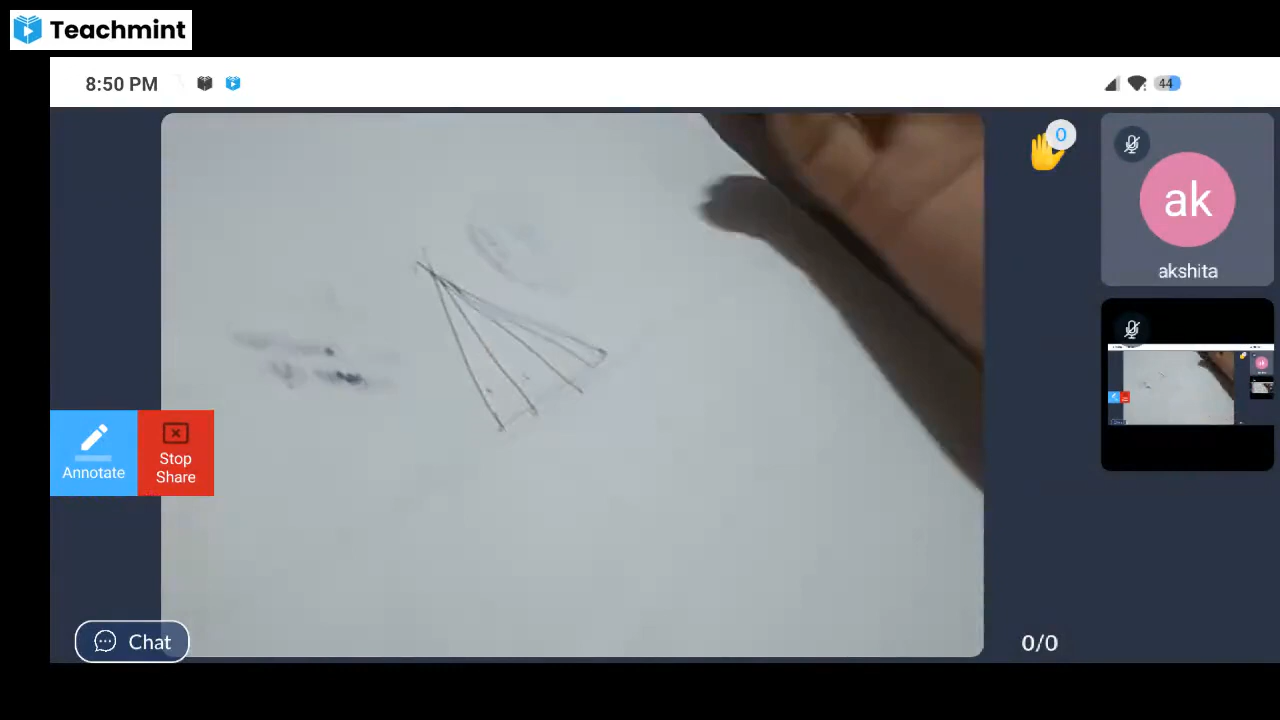 Teachmint
8:50 PM
44
0
ak
akshita
Annotate
Stop
Share
Chat
0/0